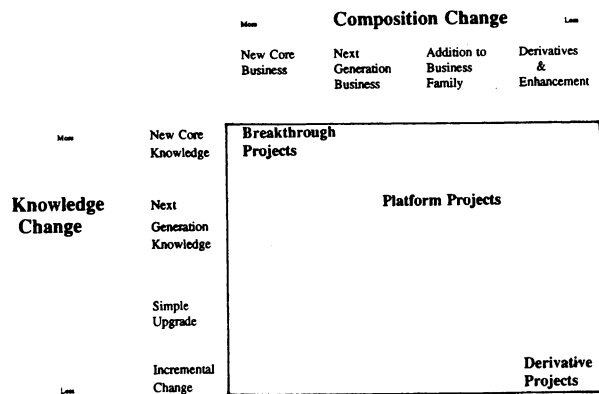 More Composition Change Less
New Core Next Addition to Derivatives
Business Generation Business &
Business Family Enhancement
More New Core Breakthrough
Knowledge Projects
Knowledge Next Platform Projects
Change Generation
Knowledge
Simple
Upgrade
Incremental Derivative
Less Change Projects